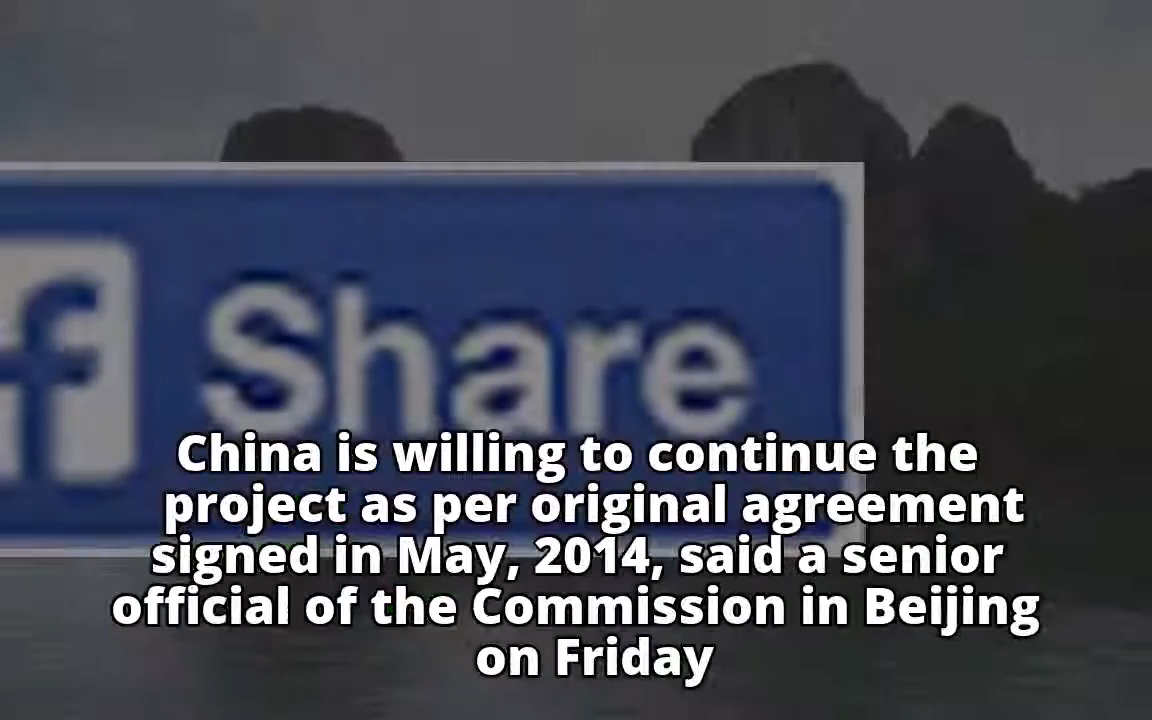 f Share
China is willing to continue the
project as per original agreement
signed in May, 2014, said a senior
official of the Commission in Beijing
on Friday